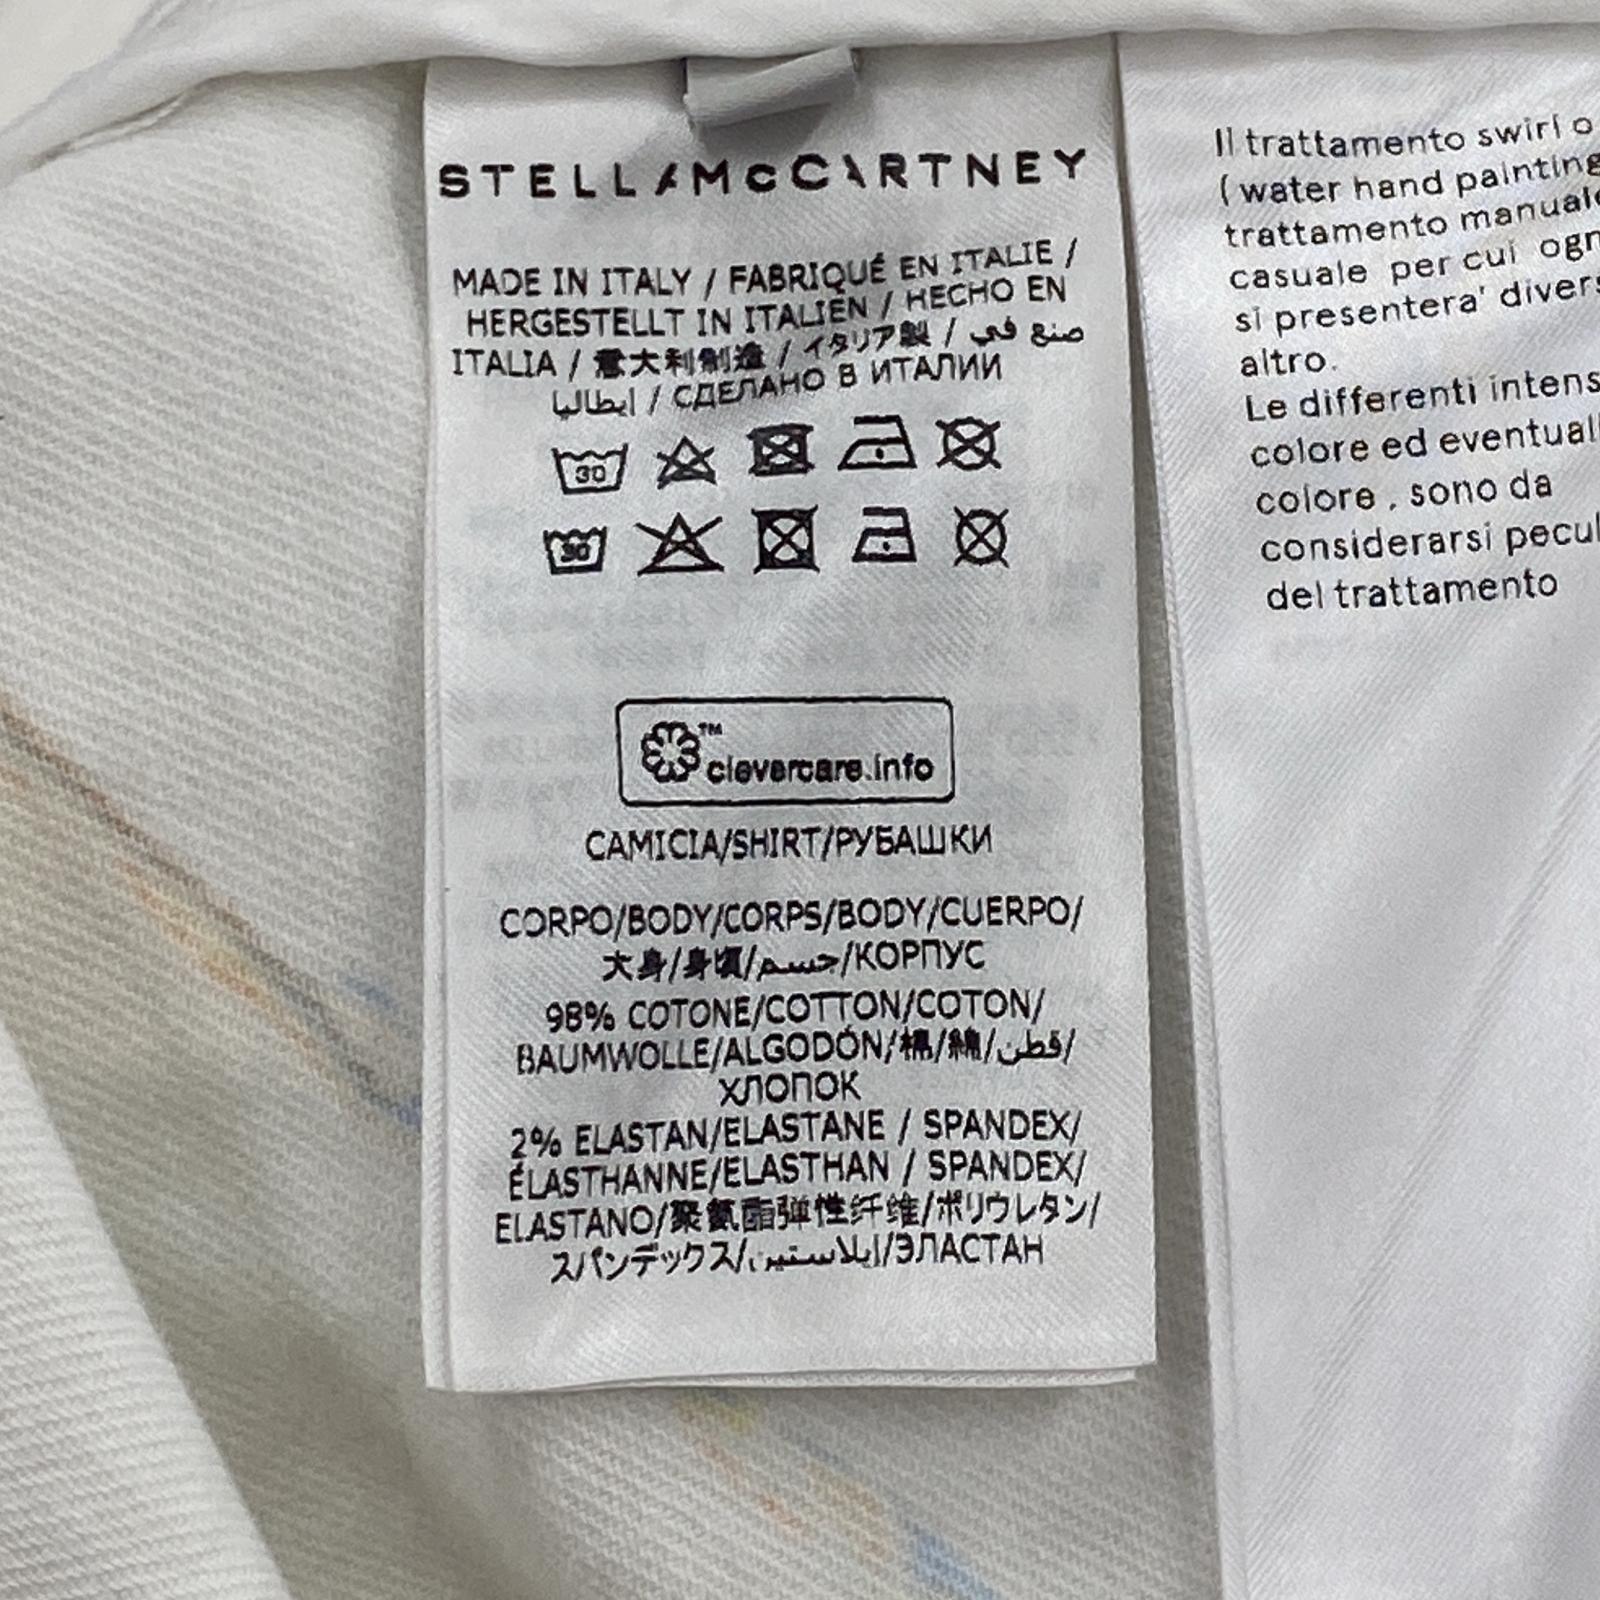 STELLA McCARTNEY
MADE IN ITALY / FABRIQUÉ EN ITALIE /
HERGESTELLT IN ITALIEN / HECHO EN
ITALIA / 意大利制造 / イタリア製 / صنع في
ايطاليا / СДЕЛАНО В ИТАЛИИ
30
30
clevercare.info
CAMICIA/SHIRT/РУБАШКИ
CORPO/BODY/CORPS/BODY/CUERPO/
大身/身頃/جسم/КОРПУС
98% COTONE/COTTON/COTON/
BAUMWOLLE/ALGODÓN/棉/綿/قطن/
ХЛОПОК
2% ELASTAN/ELASTANE / SPANDEX/
ÉLASTHANNE/ELASTHAN / SPANDEX/
ELASTANO/聚氨酯弹性纤维/ポリウレタン/
スパンデックス/إيلاستين/ЭЛАСТАН
Il trattamento swirl o
( water hand painting
trattamento manuale
casuale per cui ogn
si presentera' divers
altro.
Le differenti intens
colore ed eventuall
colore , sono da
considerarsi pecul
del trattamento